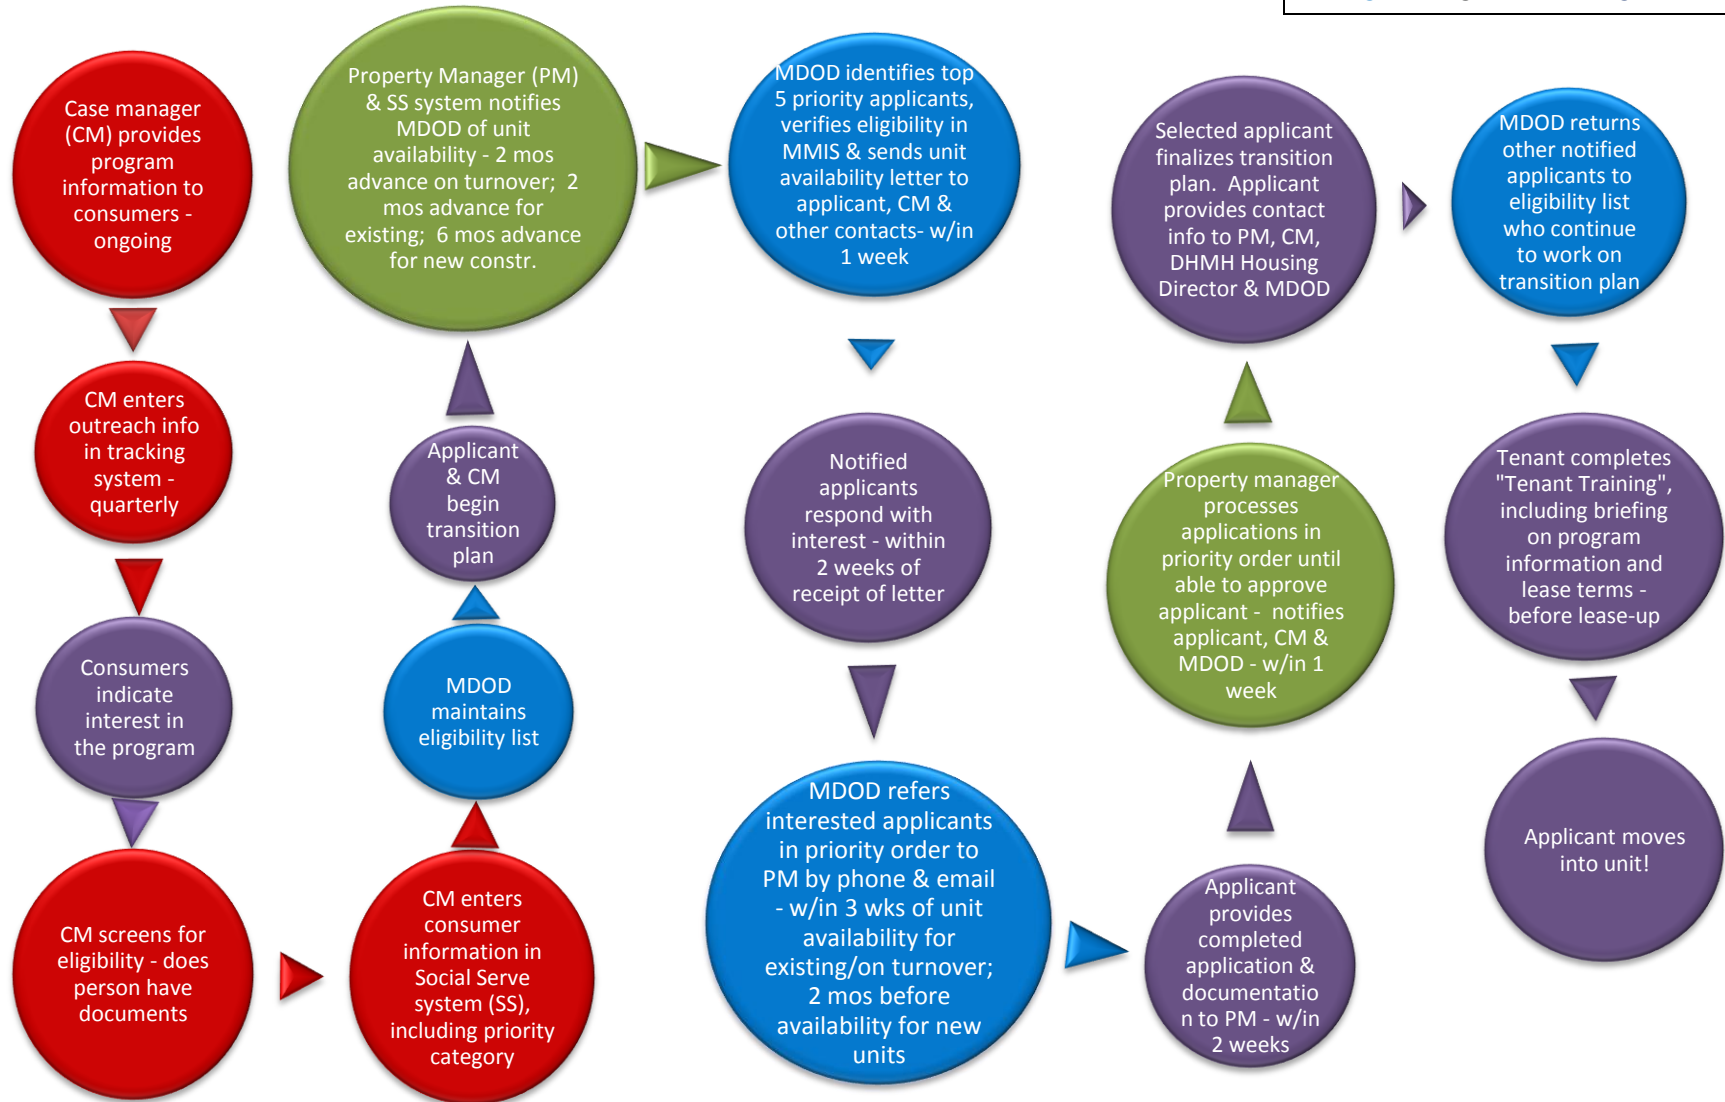 Case manager
(CM) provides
program
information to
consumers -
ongoing
CM enters
outreach info
in tracking
system -
quarterly
Consumers
indicate
interest in
the program
CM screens for
eligibility - does
person have
documents
CM enters
consumer
information in
Social Serve
system (SS),
including priority
category
MDOD
maintains
eligibility list
Applicant
& CM
begin
transition
plan
Property Manager (PM)
& SS system notifies
MDOD of unit
availability - 2 mos
advance on turnover; 2
mos advance for
existing; 6 mos advance
for new constr.
MDOD identifies top
5 priority applicants,
verifies eligibility in
MMIS & sends unit
availability letter to
applicant, CM &
other contacts- w/in
1 week
Notified
applicants
respond with
interest - within
2 weeks of
receipt of letter
MDOD refers
interested applicants
in priority order to
PM by phone & email
- w/in 3 wks of unit
availability for
existing/on turnover;
2 mos before
availability for new
units
Applicant
provides
completed
application &
documentatio
n to PM - w/in
2 weeks
Property manager
processes
applications in
priority order until
able to approve
applicant - notifies
applicant, CM &
MDOD - w/in 1
week
Selected applicant
finalizes transition
plan. Applicant
provides contact
info to PM, CM,
DHMH Housing
Director & MDOD
MDOD returns
other notified
applicants to
eligibility list
who continue
to work on
transition plan
Tenant completes
"Tenant Training",
including briefing
on program
information and
lease terms -
before lease-up
Applicant moves
into unit!